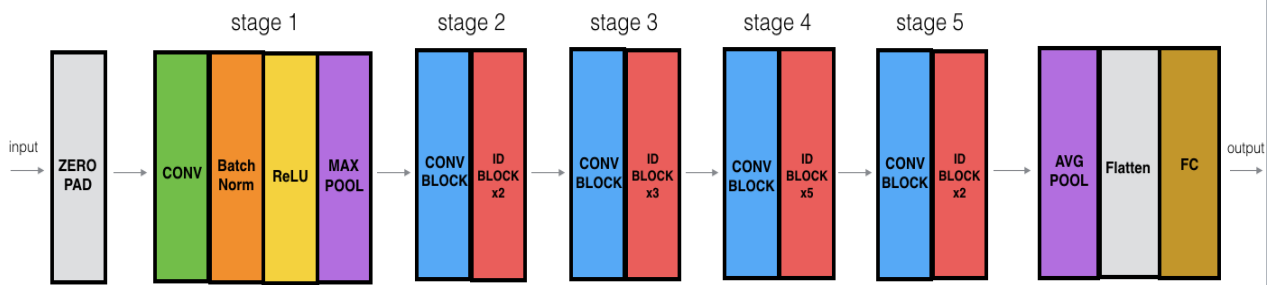 stage 1
stage 2
stage 3
stage 4
stage 5
input
ZERO
PAD
CONV
Batch
Norm
ReLU
MAX
POOL
CONV
BLOCK
ID
BLOCK
x2
CONV
BLOCK
ID
BLOCK
x3
CONV
BLOCK
ID
BLOCK
x5
CONV
BLOCK
ID
BLOCK
x2
AVG
POOL
Flatten
FC
output